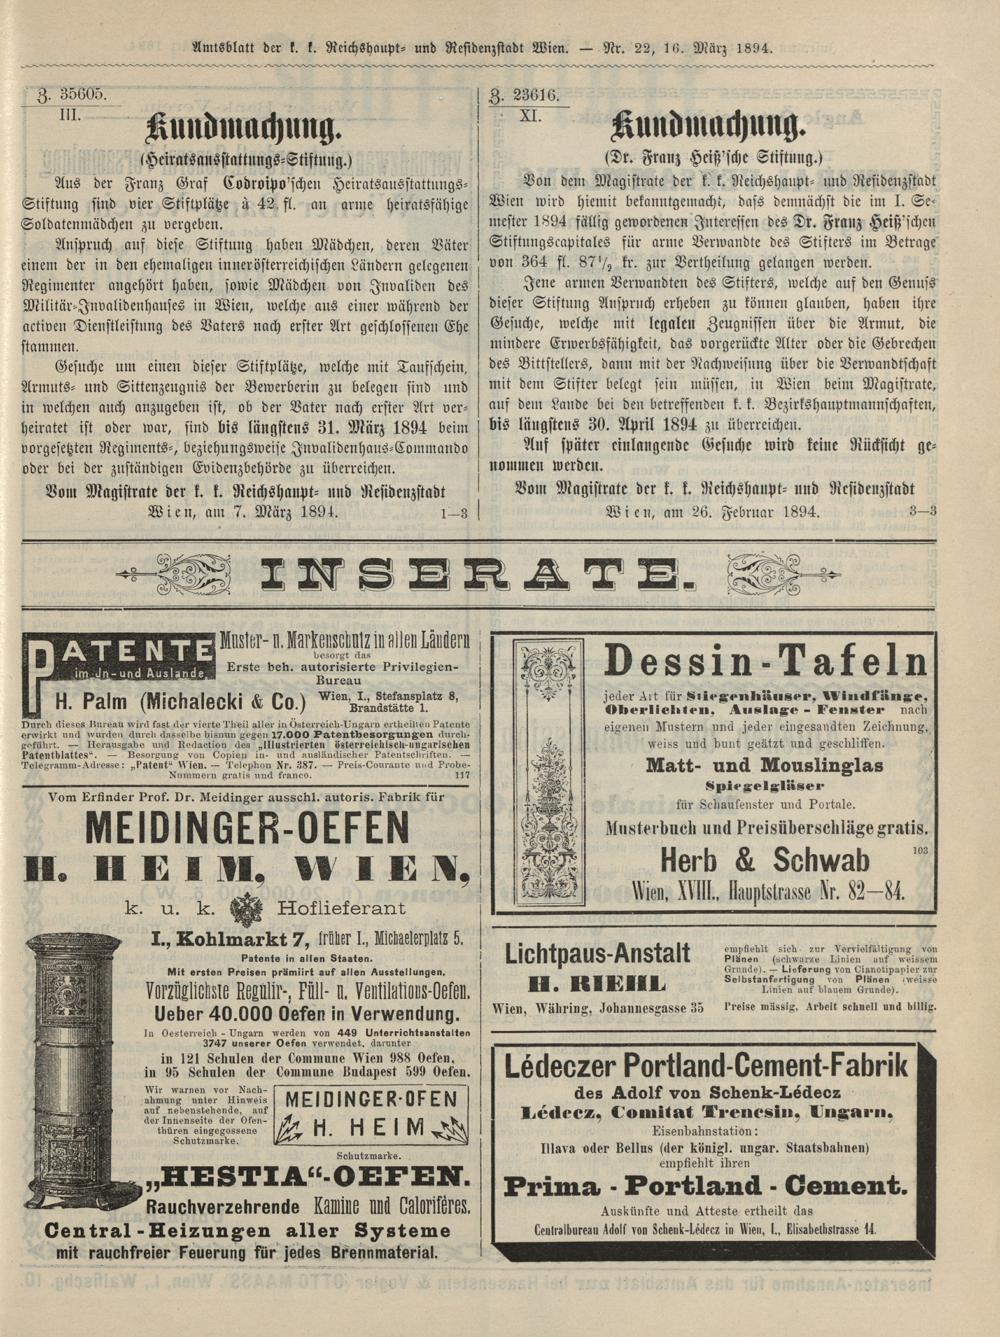 Amtsblatt der k. k. Reichshaupt- und Residenzstadt Wien. — Nr. 22, 16. März 1894.
Z. 35605.
III.
Kundmachung.
(Heiratsausstattungs-Stiftung.)
Aus der Franz Graf Codroipo'schen Heiratsausstattungs-
Stiftung sind vier Stiftplätze à 42 fl. an arme heiratsfähige
Soldatenmädchen zu vergeben.
Anspruch auf diese Stiftung haben Mädchen, deren Väter
einem der in den ehemaligen innerösterreichischen Ländern gelegenen
Regimenter angehört haben, sowie Mädchen von Invaliden des
Militär-Invalidenhauses in Wien, welche aus einer während der
activen Dienstleistung des Vaters nach erster Art geschlossenen Ehe
stammen.
Gesuche um einen dieser Stiftplätze, welche mit Taufschein,
Armuts- und Sittenzeugnis der Bewerberin zu belegen sind und
in welchen auch anzugeben ist, ob der Vater nach erster Art ver-
heiratet ist oder war, sind bis längstens 31. März 1894 beim
vorgesetzten Regiments-, beziehungsweise Invalidenhaus-Commando
oder bei der zuständigen Evidenzbehörde zu überreichen.
Vom Magistrate der k. k. Reichshaupt- und Residenzstadt
Wien, am 7. März 1894. 1—3
Z. 23616.
XI.
Kundmachung.
(Dr. Franz Heiß'sche Stiftung.)
Von dem Magistrate der k. k. Reichshaupt- und Residenzstadt
Wien wird hiemit bekanntgemacht, dass demnächst die im I. Se-
mester 1894 fällig gewordenen Interessen des Dr. Franz Heiß'schen
Stiftungscapitales für arme Verwandte des Stifters im Betrage
von 364 fl. 87½ kr. zur Vertheilung gelangen werden.
Jene armen Verwandten des Stifters, welche auf den Genuss
dieser Stiftung Anspruch erheben zu können glauben, haben ihre
Gesuche, welche mit legalen Zeugnissen über die Armut, die
mindere Erwerbsfähigkeit, das vorgerückte Alter oder die Gebrechen
des Bittstellers, dann mit der Nachweisung über die Verwandtschaft
mit dem Stifter belegt sein müssen, in Wien beim Magistrate,
auf dem Lande bei den betreffenden k. k. Bezirkshauptmannschaften,
bis längstens 30. April 1894 zu überreichen.
Auf später einlangende Gesuche wird keine Rücksicht ge-
nommen werden.
Vom Magistrate der k. k. Reichshaupt- und Residenzstadt
Wien, am 26. Februar 1894. 3—3
INSERATE.
PATENTE
im In- und Auslande
Muster- u. Markenschutz in allen Ländern
besorgt das
Erste beh. autorisierte Privilegien-
Bureau
H. Palm (Michalecki & Co.) Wien, I., Stefansplatz 8,
Brandstätte 1.
Durch dieses Bureau wird fast der vierte Theil aller in Österreich-Ungarn ertheilten Patente
erwirkt und wurden durch dasselbe bisnun gegen 17.000 Patentbesorgungen durch-
geführt. — Herausgabe und Redaction des „Illustrierten österreichisch-ungarischen
Patentblattes“. — Besorgung von Copien in- und ausländischer Patentschriften. —
Telegramm-Adresse: „Patent“ Wien. — Telephon Nr. 387. — Preis-Courante und Probe-
Nummern gratis und franco. 117
Vom Erfinder Prof. Dr. Meidinger ausschl. autoris. Fabrik für
MEIDINGER-OEFEN
H. HEIM, WIEN,
k. u. k. Hoflieferant
I., Kohlmarkt 7, früher I., Michaelerplatz 5.
Patente in allen Staaten.
Mit ersten Preisen prämiirt auf allen Ausstellungen.
Vorzüglichste Regulir-, Füll- u. Ventilations-Oefen.
Ueber 40.000 Oefen in Verwendung.
In Oesterreich-Ungarn werden von 449 Unterrichtsanstalten
3747 unserer Oefen verwendet, darunter
in 121 Schulen der Commune Wien 988 Oefen,
in 95 Schulen der Commune Budapest 599 Oefen.
Wir warnen vor Nach-
ahmung unter Hinweis
auf nebenstehende, auf
der Innenseite der Ofen-
thüren eingegossene
Schutzmarke.
MEIDINGER-OFEN
H. HEIM
Schutzmarke.
„HESTIA“-OEFEN.
Rauchverzehrende Kamine und Calorifères.
Central-Heizungen aller Systeme
mit rauchfreier Feuerung für jedes Brennmaterial.
Dessin-Tafeln
jeder Art für Stiegenhäuser, Windfänge,
Oberlichten, Auslage-Fenster nach
eigenen Mustern und jeder eingesandten Zeichnung,
weiss und bunt geätzt und geschliffen.
Matt- und Mouslinglas
Spiegelgläser
für Schaufenster und Portale.
Musterbuch und Preisüberschläge gratis.
Herb & Schwab 103
Wien, XVIII., Hauptstrasse Nr. 82—84.
Lichtpaus-Anstalt
H. RIEHL
Wien, Währing, Johannesgasse 35
empfiehlt sich zur Vervielfältigung von
Plänen (schwarze Linien auf weissem
Grunde). — Lieferung von Cianotipapier zur
Selbstanfertigung von Plänen (weisse
Linien auf blauem Grunde).
Preise mässig, Arbeit schnell und billig.
Lédeczer Portland-Cement-Fabrik
des Adolf von Schenk-Lédecz
Lédecz, Comitat Trencsin, Ungarn,
Eisenbahnstation:
Illava oder Bellus (der königl. ungar. Staatsbahnen)
empfiehlt ihren
Prima-Portland-Cement.
Auskünfte und Atteste ertheilt das
Centralbureau Adolf von Schenk-Lédecz in Wien, I., Elisabethstrasse 14.